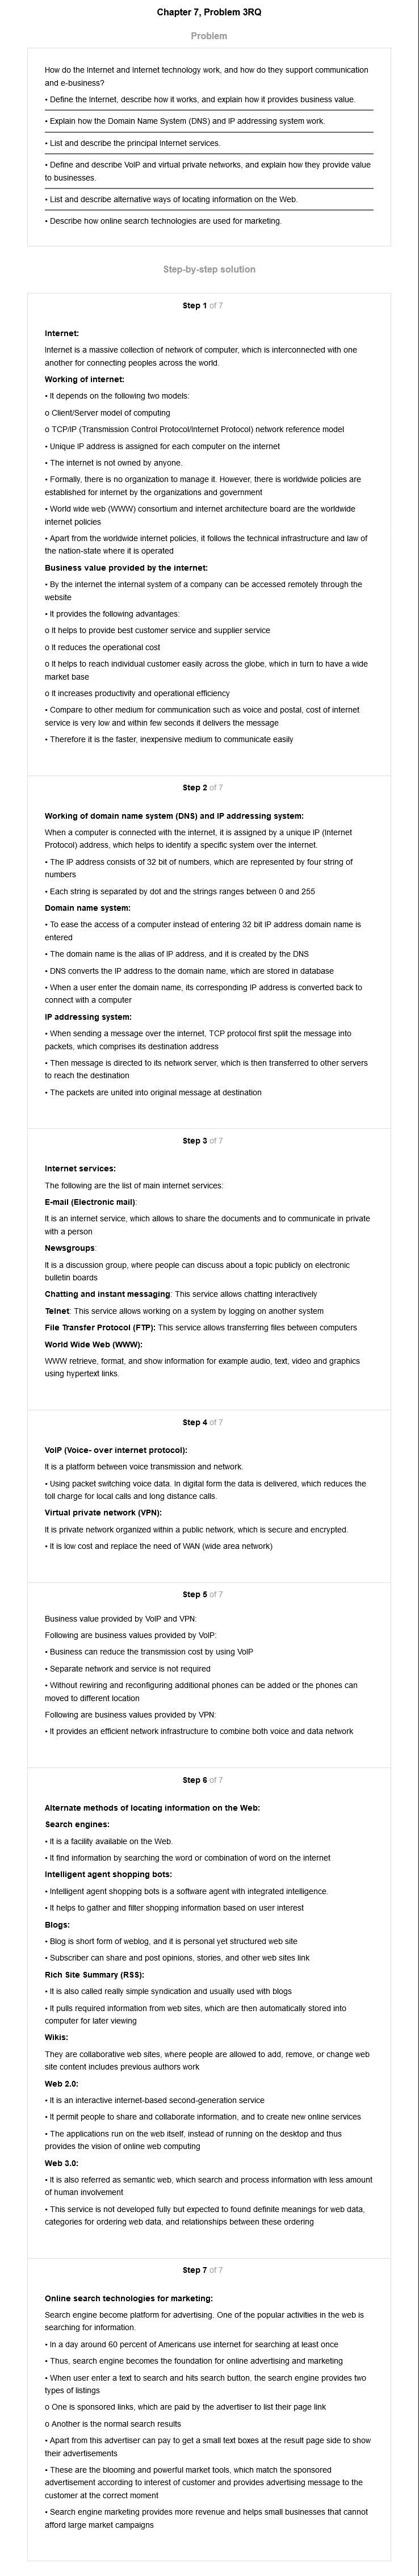 Chapter 7, Problem 3RQ
Problem
How do the Internet and Internet technology work, and how do they support communication
and e-business?
• Define the Internet, describe how it works, and explain how it provides business value.
• Explain how the Domain Name System (DNS) and IP addressing system work.
• List and describe the principal Internet services.
• Define and describe VoIP and virtual private networks, and explain how they provide value
to businesses.
• List and describe alternative ways of locating information on the Web.
• Describe how online search technologies are used for marketing.
Step-by-step solution
Step 1 of 7
Internet:
Internet is a massive collection of network of computer, which is interconnected with one
another for connecting peoples across the world.
Working of internet:
• It depends on the following two models:
o Client/Server model of computing
o TCP/IP (Transmission Control Protocol/Internet Protocol) network reference model
• Unique IP address is assigned for each computer on the internet
• The internet is not owned by anyone.
• Formally, there is no organization to manage it. However, there is worldwide policies are
established for internet by the organizations and government
• World wide web (WWW) consortium and internet architecture board are the worldwide
internet policies
• Apart from the worldwide internet policies, it follows the technical infrastructure and law of
the nation-state where it is operated
Business value provided by the internet:
• By the internet the internal system of a company can be accessed remotely through the
website
• It provides the following advantages:
o It helps to provide best customer service and supplier service
o It reduces the operational cost
o It helps to reach individual customer easily across the globe, which in turn to have a wide
market base
o It increases productivity and operational efficiency
• Compare to other medium for communication such as voice and postal, cost of internet
service is very low and within few seconds it delivers the message
• Therefore it is the faster, inexpensive medium to communicate easily
Step 2 of 7
Working of domain name system (DNS) and IP addressing system:
When a computer is connected with the internet, it is assigned by a unique IP (Internet
Protocol) address, which helps to identify a specific system over the internet.
• The IP address consists of 32 bit of numbers, which are represented by four string of
numbers
• Each string is separated by dot and the strings ranges between 0 and 255
Domain name system:
• To ease the access of a computer instead of entering 32 bit IP address domain name is
entered
• The domain name is the alias of IP address, and it is created by the DNS
• DNS converts the IP address to the domain name, which are stored in database
• When a user enter the domain name, its corresponding IP address is converted back to
connect with a computer
IP addressing system:
• When sending a message over the internet, TCP protocol first split the message into
packets, which comprises its destination address
• Then message is directed to its network server, which is then transferred to other servers
to reach the destination
• The packets are united into original message at destination
Step 3 of 7
Internet services:
The following are the list of main internet services:
E-mail (Electronic mail):
It is an internet service, which allows to share the documents and to communicate in private
with a person
Newsgroups:
It is a discussion group, where people can discuss about a topic publicly on electronic
bulletin boards
Chatting and instant messaging: This service allows chatting interactively
Telnet: This service allows working on a system by logging on another system
File Transfer Protocol (FTP): This service allows transferring files between computers
World Wide Web (WWW):
WWW retrieve, format, and show information for example audio, text, video and graphics
using hypertext links.
Step 4 of 7
VoIP (Voice- over internet protocol):
It is a platform between voice transmission and network.
• Using packet switching voice data. In digital form the data is delivered, which reduces the
toll charge for local calls and long distance calls.
Virtual private network (VPN):
It is private network organized within a public network, which is secure and encrypted.
• It is low cost and replace the need of WAN (wide area network)
Step 5 of 7
Business value provided by VoIP and VPN:
Following are business values provided by VoIP:
• Business can reduce the transmission cost by using VoIP
• Separate network and service is not required
• Without rewiring and reconfiguring additional phones can be added or the phones can
moved to different location
Following are business values provided by VPN:
• It provides an efficient network infrastructure to combine both voice and data network
Step 6 of 7
Alternate methods of locating information on the Web:
Search engines:
• It is a facility available on the Web.
• It find information by searching the word or combination of word on the internet
Intelligent agent shopping bots:
• Intelligent agent shopping bots is a software agent with integrated intelligence.
• It helps to gather and filter shopping information based on user interest
Blogs:
• Blog is short form of weblog, and it is personal yet structured web site
• Subscriber can share and post opinions, stories, and other web sites link
Rich Site Summary (RSS):
• It is also called really simple syndication and usually used with blogs
• It pulls required information from web sites, which are then automatically stored into
computer for later viewing
Wikis:
They are collaborative web sites, where people are allowed to add, remove, or change web
site content includes previous authors work
Web 2.0:
• It is an interactive internet-based second-generation service
• It permit people to share and collaborate information, and to create new online services
• The applications run on the web itself, instead of running on the desktop and thus
provides the vision of online web computing
Web 3.0:
• It is also referred as semantic web, which search and process information with less amount
of human involvement
• This service is not developed fully but expected to found definite meanings for web data,
categories for ordering web data, and relationships between these ordering
Step 7 of 7
Online search technologies for marketing:
Search engine become platform for advertising. One of the popular activities in the web is
searching for information.
• In a day around 60 percent of Americans use internet for searching at least once
• Thus, search engine becomes the foundation for online advertising and marketing
• When user enter a text to search and hits search button, the search engine provides two
types of listings
o One is sponsored links, which are paid by the advertiser to list their page link
o Another is the normal search results
• Apart from this advertiser can pay to get a small text boxes at the result page side to show
their advertisements
• These are the blooming and powerful market tools, which match the sponsored
advertisement according to interest of customer and provides advertising message to the
customer at the correct moment
• Search engine marketing provides more revenue and helps small businesses that cannot
afford large market campaigns